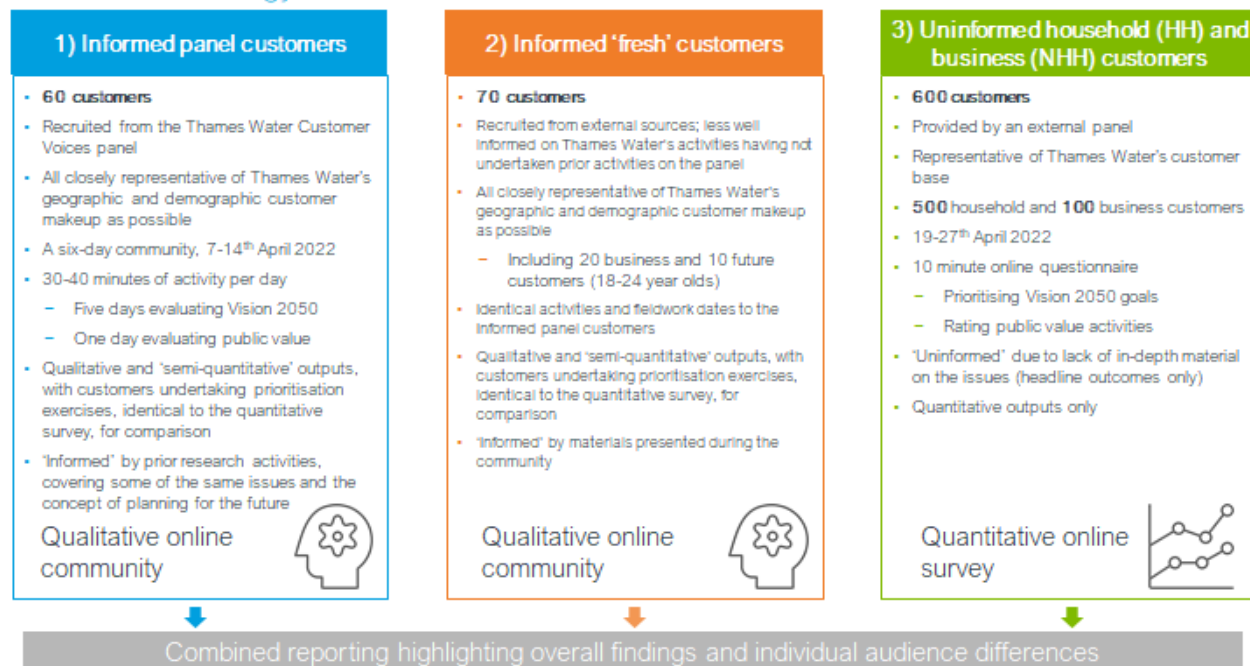 1) Informed panel customers
• 60 customers
• Recruited from the Thames Water Customer
Voices panel
• All closely representative of Thames Water's
geographic and demographic customer
makeup as possible
• A six-day community, 7-14th April 2022
• 30-40 minutes of activity per day
– Five days evaluating Vision 2050
– One day evaluating public value
• Qualitative and 'semi-quantitative' outputs,
with customers undertaking prioritisation
exercises, identical to the quantitative
survey, for comparison
• 'Informed' by prior research activities,
covering some of the same issues and the
concept of planning for the future
Qualitative online
community
2) Informed 'fresh' customers
• 70 customers
• Recruited from external sources; less well
informed on Thames Water's activities having not
undertaken prior activities on the panel
• All closely representative of Thames Water's
geographic and demographic customer makeup
as possible
– Including 20 business and 10 future
customers (18-24 year olds)
• Identical activities and fieldwork dates to the
informed panel customers
• Qualitative and 'semi-quantitative' outputs, with
customers undertaking prioritisation exercises,
identical to the quantitative survey, for
comparison
• 'Informed' by materials presented during the
community
Qualitative online
community
3) Uninformed household (HH) and
business (NHH) customers
• 600 customers
• Provided by an external panel
• Representative of Thames Water's customer
base
• 500 household and 100 business customers
• 19-27th April 2022
• 10 minute online questionnaire
– Prioritising Vision 2050 goals
– Rating public value activities
• 'Uninformed' due to lack of in-depth material
on the issues (headline outcomes only)
• Quantitative outputs only
Quantitative online
survey
Combined reporting highlighting overall findings and individual audience differences